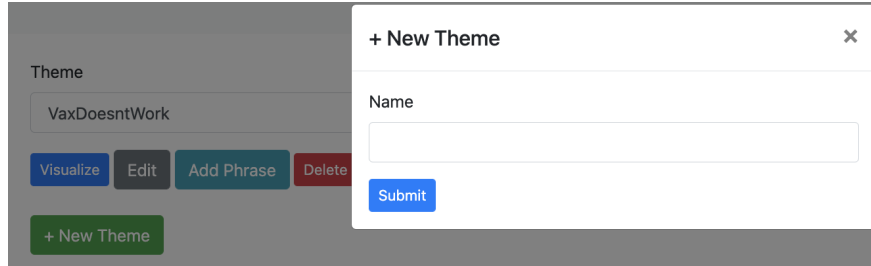 Theme
VaxDoesntWork
Visualize Edit Add Phrase Delete
+ New Theme
+ New Theme ×
Name
Submit